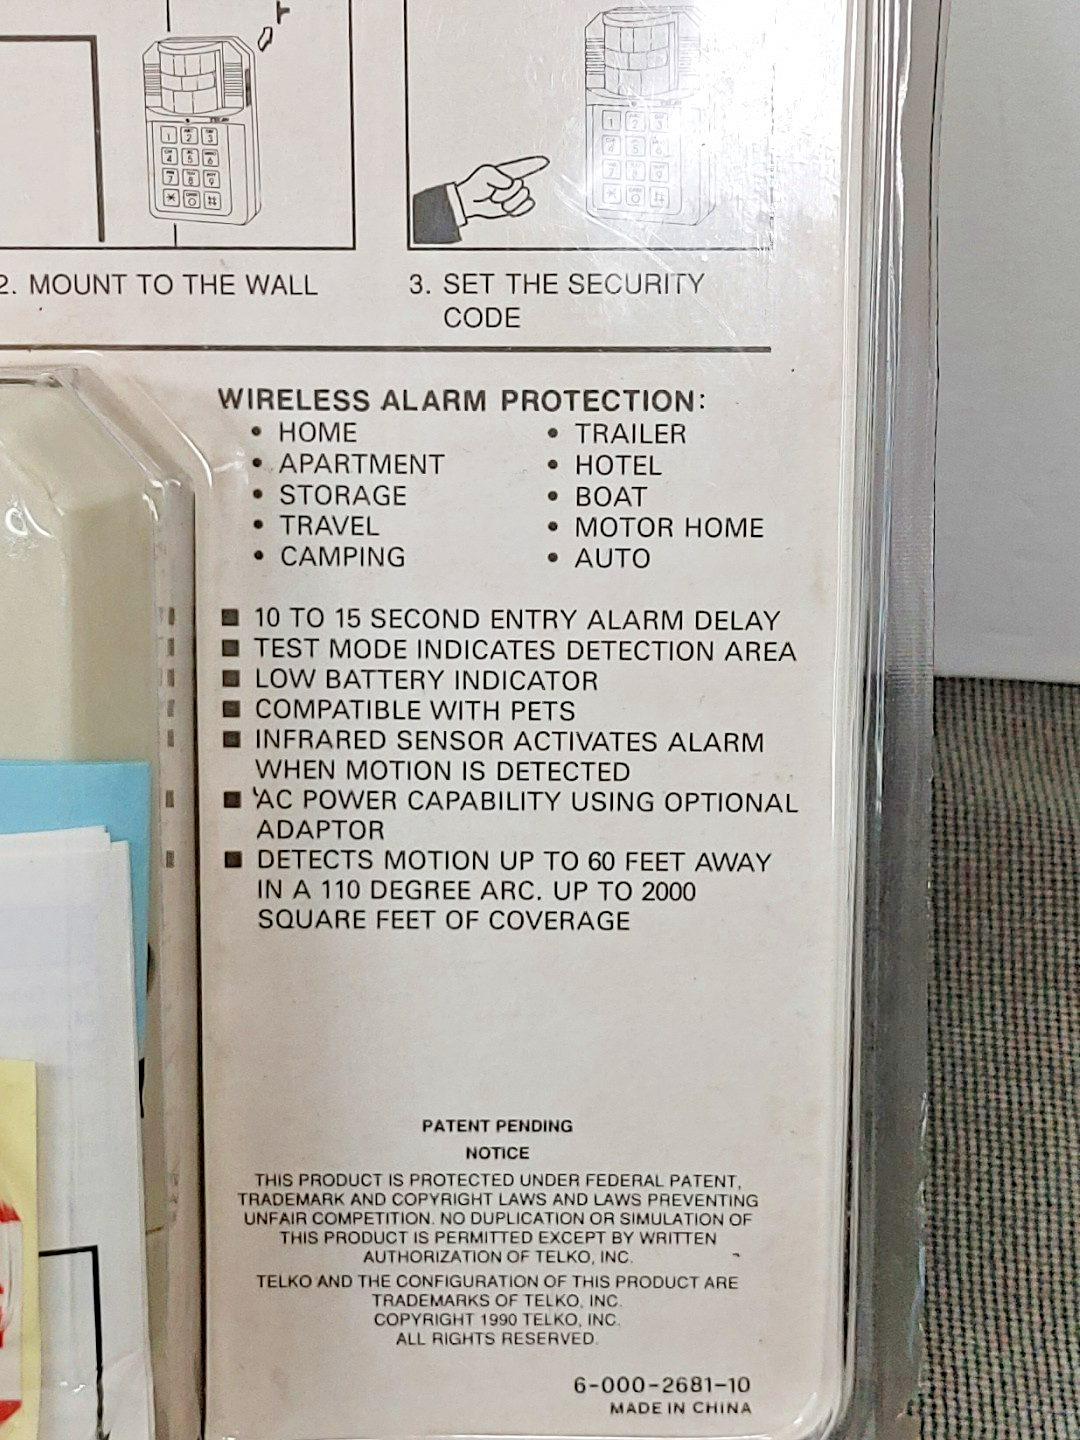 2. MOUNT TO THE WALL
3. SET THE SECURITY
CODE
WIRELESS ALARM PROTECTION:
• HOME
• APARTMENT
• STORAGE
• TRAVEL
• CAMPING
• TRAILER
• HOTEL
• BOAT
• MOTOR HOME
• AUTO
■ 10 TO 15 SECOND ENTRY ALARM DELAY
■ TEST MODE INDICATES DETECTION AREA
■ LOW BATTERY INDICATOR
■ COMPATIBLE WITH PETS
■ INFRARED SENSOR ACTIVATES ALARM
WHEN MOTION IS DETECTED
■ AC POWER CAPABILITY USING OPTIONAL
ADAPTOR
■ DETECTS MOTION UP TO 60 FEET AWAY
IN A 110 DEGREE ARC. UP TO 2000
SQUARE FEET OF COVERAGE
PATENT PENDING
NOTICE
THIS PRODUCT IS PROTECTED UNDER FEDERAL PATENT,
TRADEMARK AND COPYRIGHT LAWS AND LAWS PREVENTING
UNFAIR COMPETITION. NO DUPLICATION OR SIMULATION OF
THIS PRODUCT IS PERMITTED EXCEPT BY WRITTEN
AUTHORIZATION OF TELKO, INC.
TELKO AND THE CONFIGURATION OF THIS PRODUCT ARE
TRADEMARKS OF TELKO, INC.
COPYRIGHT 1990 TELKO, INC.
ALL RIGHTS RESERVED.
6-000-2681-10
MADE IN CHINA